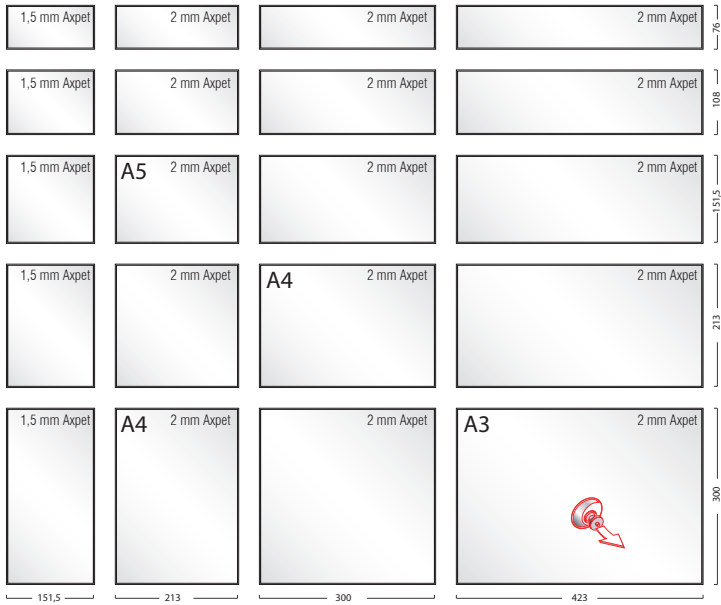 1,5 mm Axpet 2 mm Axpet 2 mm Axpet 2 mm Axpet 76
1,5 mm Axpet 2 mm Axpet 2 mm Axpet 2 mm Axpet 108
1,5 mm Axpet A5 2 mm Axpet 2 mm Axpet 2 mm Axpet 151,5
1,5 mm Axpet 2 mm Axpet A4 2 mm Axpet 2 mm Axpet 213
1,5 mm Axpet A4 2 mm Axpet 2 mm Axpet A3 2 mm Axpet 300
151,5 213 300 423